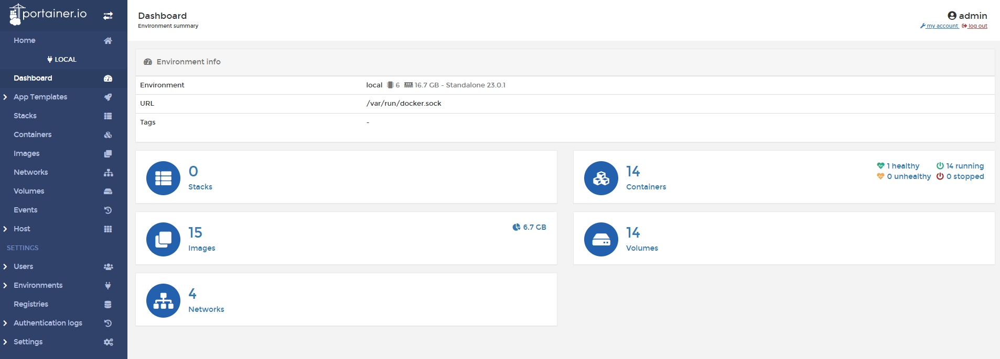 portainer.io
Home
LOCAL
Dashboard
App Templates
Stacks
Containers
Images
Networks
Volumes
Events
Host
SETTINGS
Users
Environments
Registries
Authentication logs
Settings
Dashboard
Environment summary
admin
my account log out
Environment info
Environment local 6 16.7 GB - Standalone 23.0.1
URL /var/run/docker.sock
Tags -
0
Stacks
14
Containers
1 healthy 14 running
0 unhealthy 0 stopped
15
Images
6.7 GB
14
Volumes
4
Networks